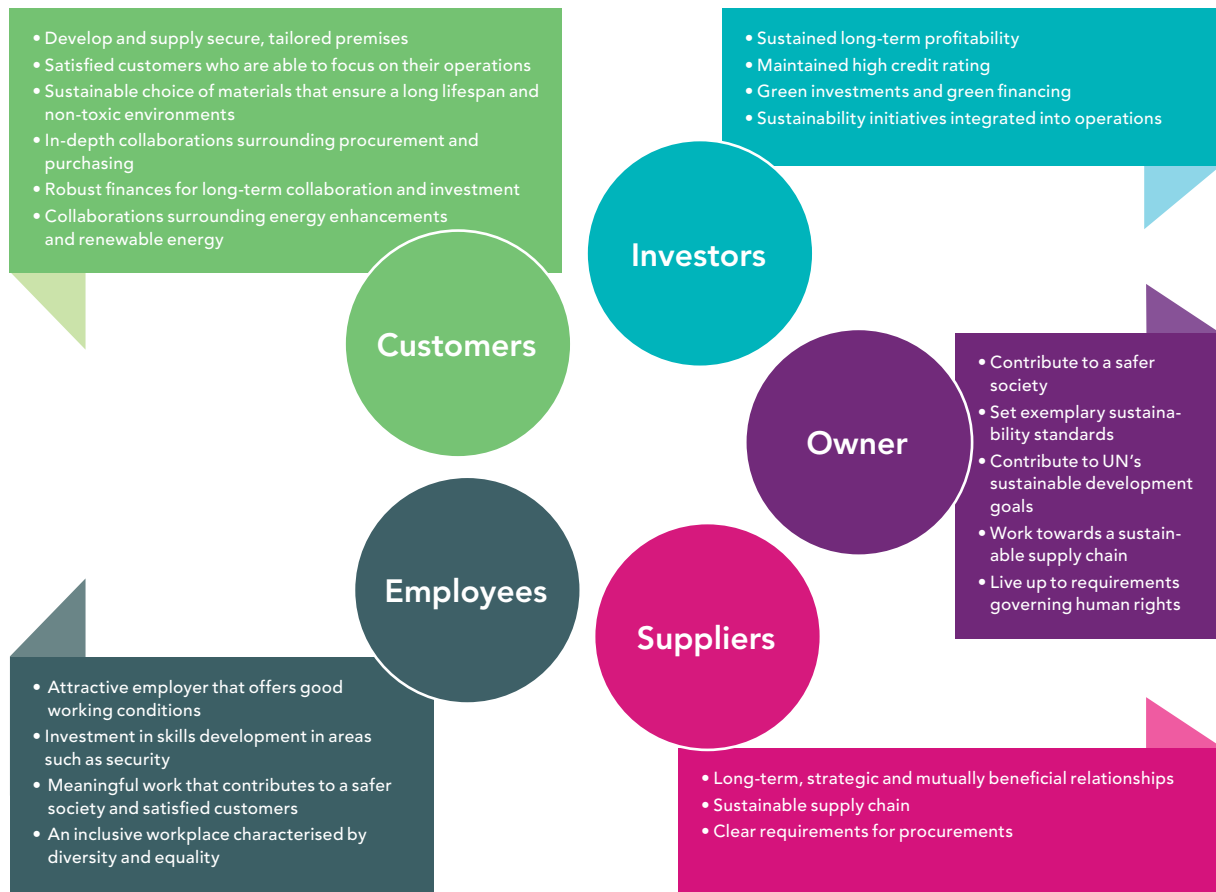 • Develop and supply secure, tailored premises
• Satisfied customers who are able to focus on their operations
• Sustainable choice of materials that ensure a long lifespan and
non-toxic environments
• In-depth collaborations surrounding procurement and
purchasing
• Robust finances for long-term collaboration and investment
• Collaborations surrounding energy enhancements
and renewable energy
Customers
• Sustained long-term profitability
• Maintained high credit rating
• Green investments and green financing
• Sustainability initiatives integrated into operations
Investors
Owner
• Contribute to a safer
society
• Set exemplary sustaina-
bility standards
• Contribute to UN’s
sustainable development
goals
• Work towards a sustain-
able supply chain
• Live up to requirements
governing human rights
Employees
• Attractive employer that offers good
working conditions
• Investment in skills development in areas
such as security
• Meaningful work that contributes to a safer
society and satisfied customers
• An inclusive workplace characterised by
diversity and equality
Suppliers
• Long-term, strategic and mutually beneficial relationships
• Sustainable supply chain
• Clear requirements for procurements